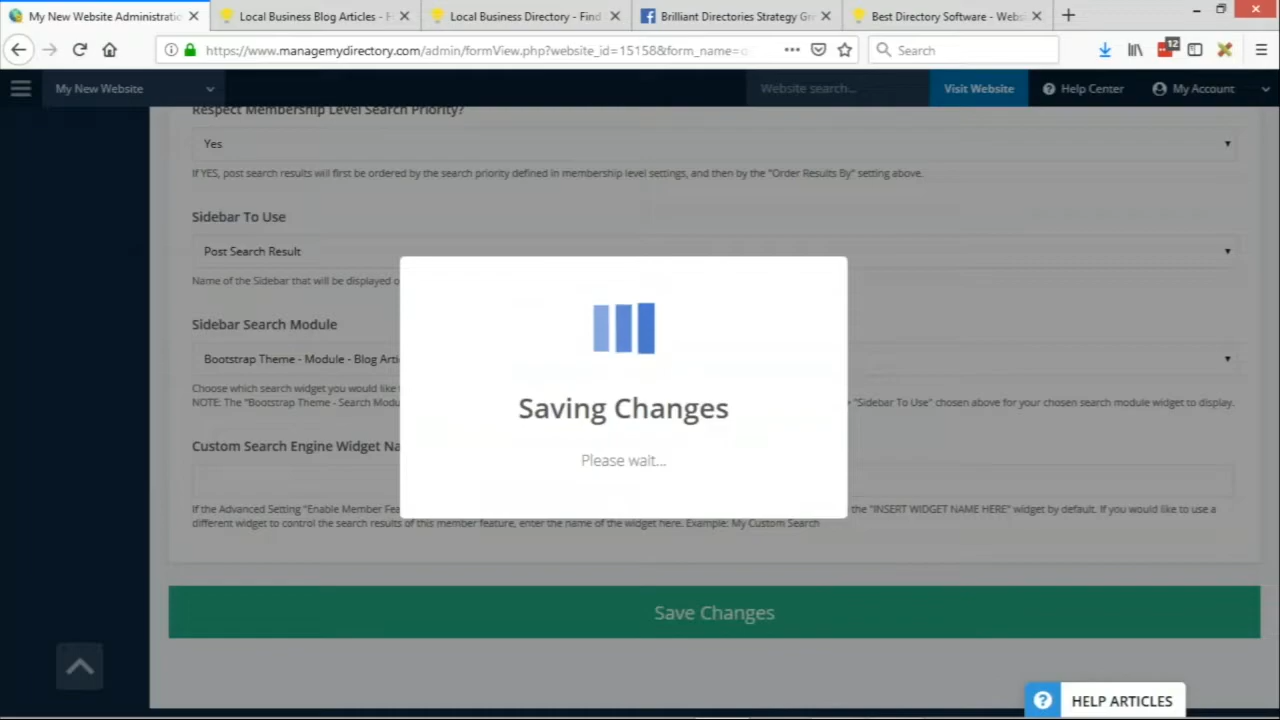 My New Website Administratio
Local Business Blog Articles - H
Local Business Directory - Find
Brilliant Directories Strategy Gr
Best Directory Software - Webs
https://www.managemydirectory.com/admin/formView.php?website_id=15158&form_name=
Search
12
My New Website
Website search...
Visit Website
Help Center
My Account
Respect Membership Level Search Priority?
Yes
If YES, post search results will first be ordered by the search priority defined in membership level settings, and then by the "Order Results By" setting above.
Sidebar To Use
Post Search Result
Name of the Sidebar that will be displayed o
Sidebar Search Module
Bootstrap Theme - Module - Blog Arti
Choose which search widget you would like
NOTE: The "Bootstrap Theme - Search Modu "Sidebar To Use" chosen above for your chosen search module widget to display.
Custom Search Engine Widget Na
If the Advanced Setting "Enable Member Fea the "INSERT WIDGET NAME HERE" widget by default. If you would like to use a
different widget to control the search results of this member feature, enter the name of the widget here. Example: My Custom Search
Saving Changes
Please wait...
Save Changes
HELP ARTICLES